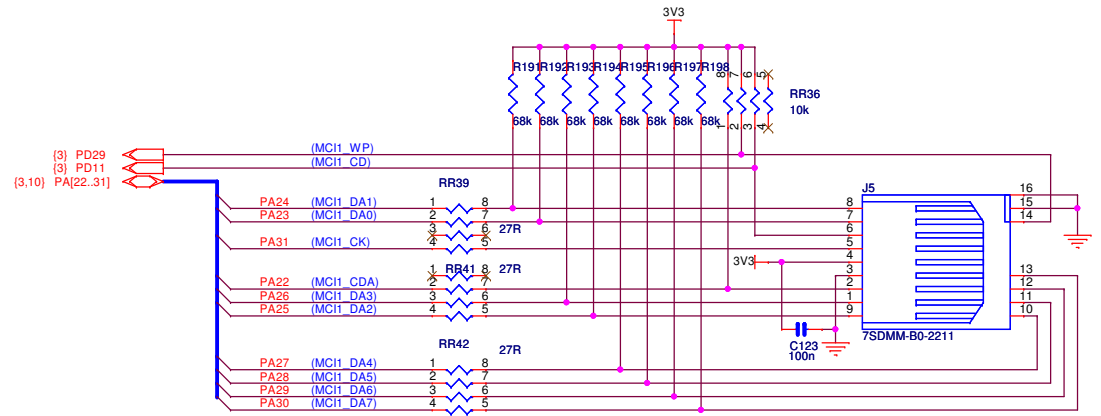 3V3
R191 R192 R193 R194 R195 R196 R197 R198
8 7 6 5
RR36
10k
68k 68k 68k 68k 68k 68k 68k 68k
1 2 3 4
{3} PD29 (MCI1_WP)
{3} PD11 (MCI1_CD)
{3,10} PA[22..31]
RR39
J5
PA24 (MCI1_DA1) 1 8
PA23 (MCI1_DA0) 2 7
3 6 27R
PA31 (MCI1_CK) 4 5
1 RR41 8 27R
PA22 (MCI1_CDA) 2 7
PA26 (MCI1_DA3) 3 6
PA25 (MCI1_DA2) 4 5
8 16
7 15
6 14
5
4
3V3
3 13
2 12
1 11
9 10
7SDMM-B0-2211
C123
100n
RR42
27R
PA27 (MCI1_DA4) 1 8
PA28 (MCI1_DA5) 2 7
PA29 (MCI1_DA6) 3 6
PA30 (MCI1_DA7) 4 5